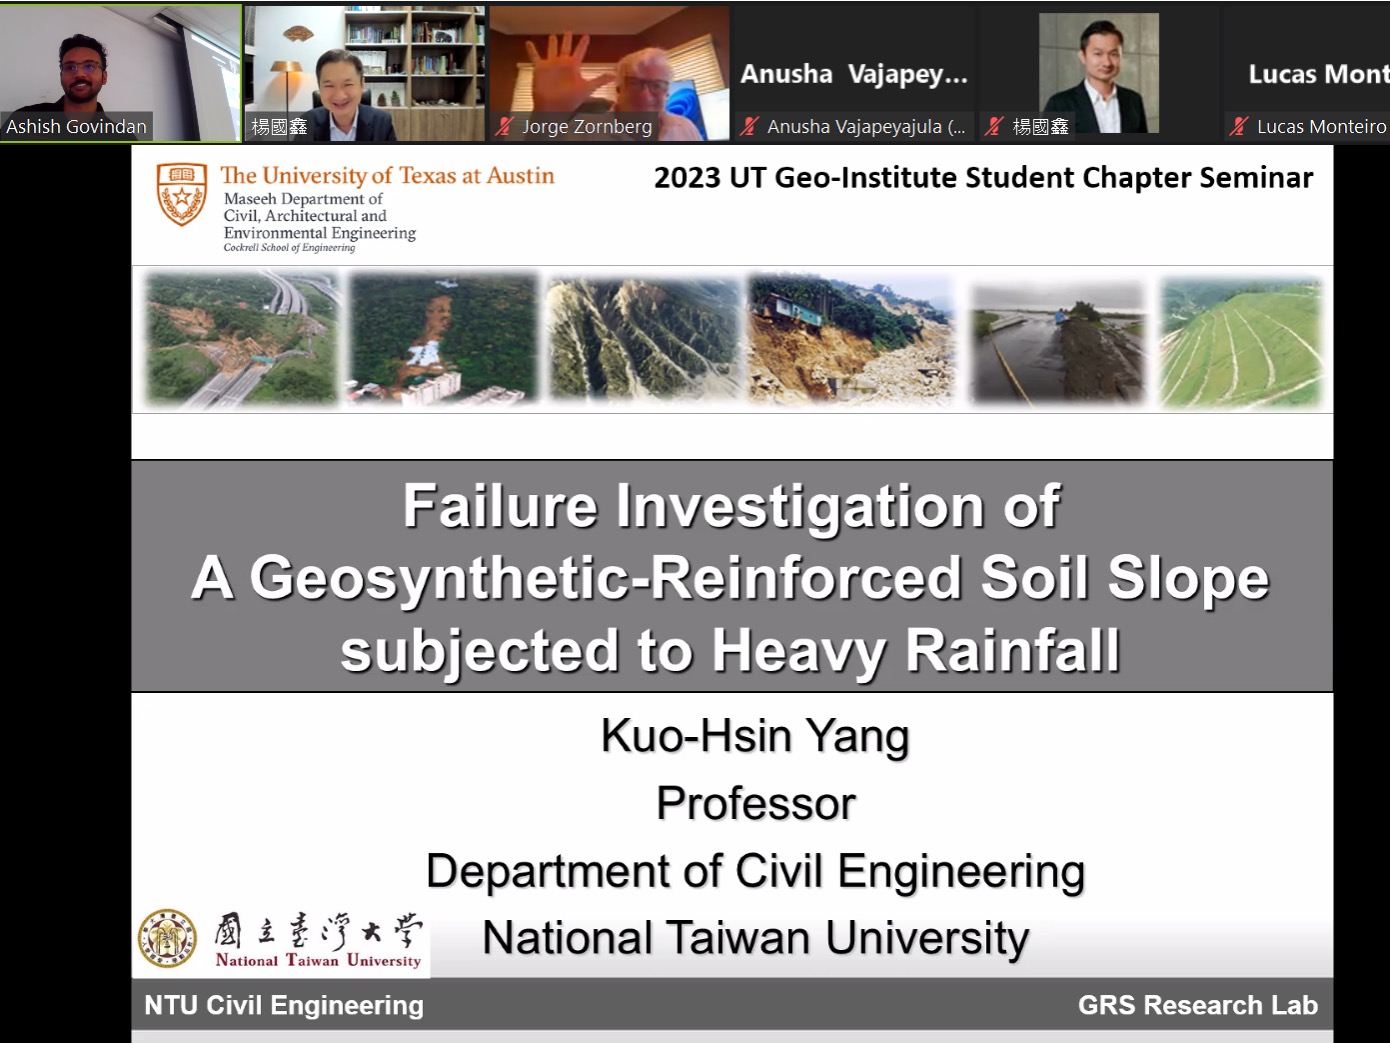 Anusha Vajapey...
Lucas Mont
Ashish Govindan
楊國鑫
Jorge Zornberg
Anusha Vajapeyajula (...
楊國鑫
Lucas Monteiro
The University of Texas at Austin
Maseeh Department of
Civil, Architectural and
Environmental Engineering
Cockrell School of Engineering
2023 UT Geo-Institute Student Chapter Seminar
Failure Investigation of
A Geosynthetic-Reinforced Soil Slope
subjected to Heavy Rainfall
Kuo-Hsin Yang
Professor
Department of Civil Engineering
National Taiwan University
國立臺灣大學
National Taiwan University
NTU Civil Engineering
GRS Research Lab